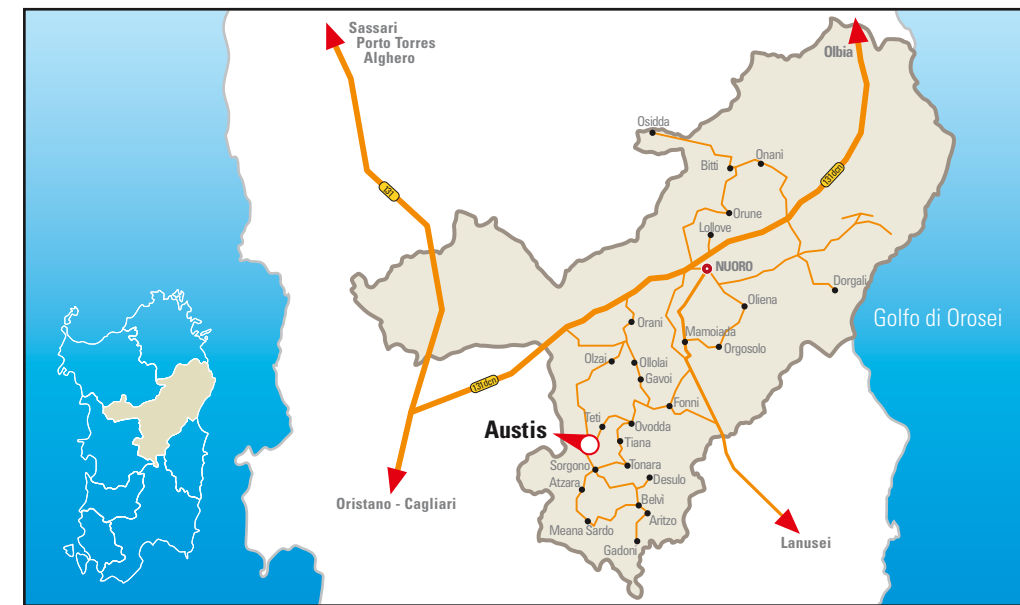 Sassari
Porto Torres
Alghero
Olbia
Osidda
Onani
Bitti
131dcn
131
Orune
Lollove
NUORO
Dorgali
Oliena
Golfo di Orosei
Orani
Mamoiada
Orgosolo
Olzai
Ollolai
Gavoi
131dcn
Fonni
Teti
Ovodda
Austis
Tiana
Sorgono
Tonara
Desulo
Atzara
Oristano - Cagliari
Belvì
Aritzo
Meana Sardo
Lanusei
Gadoni